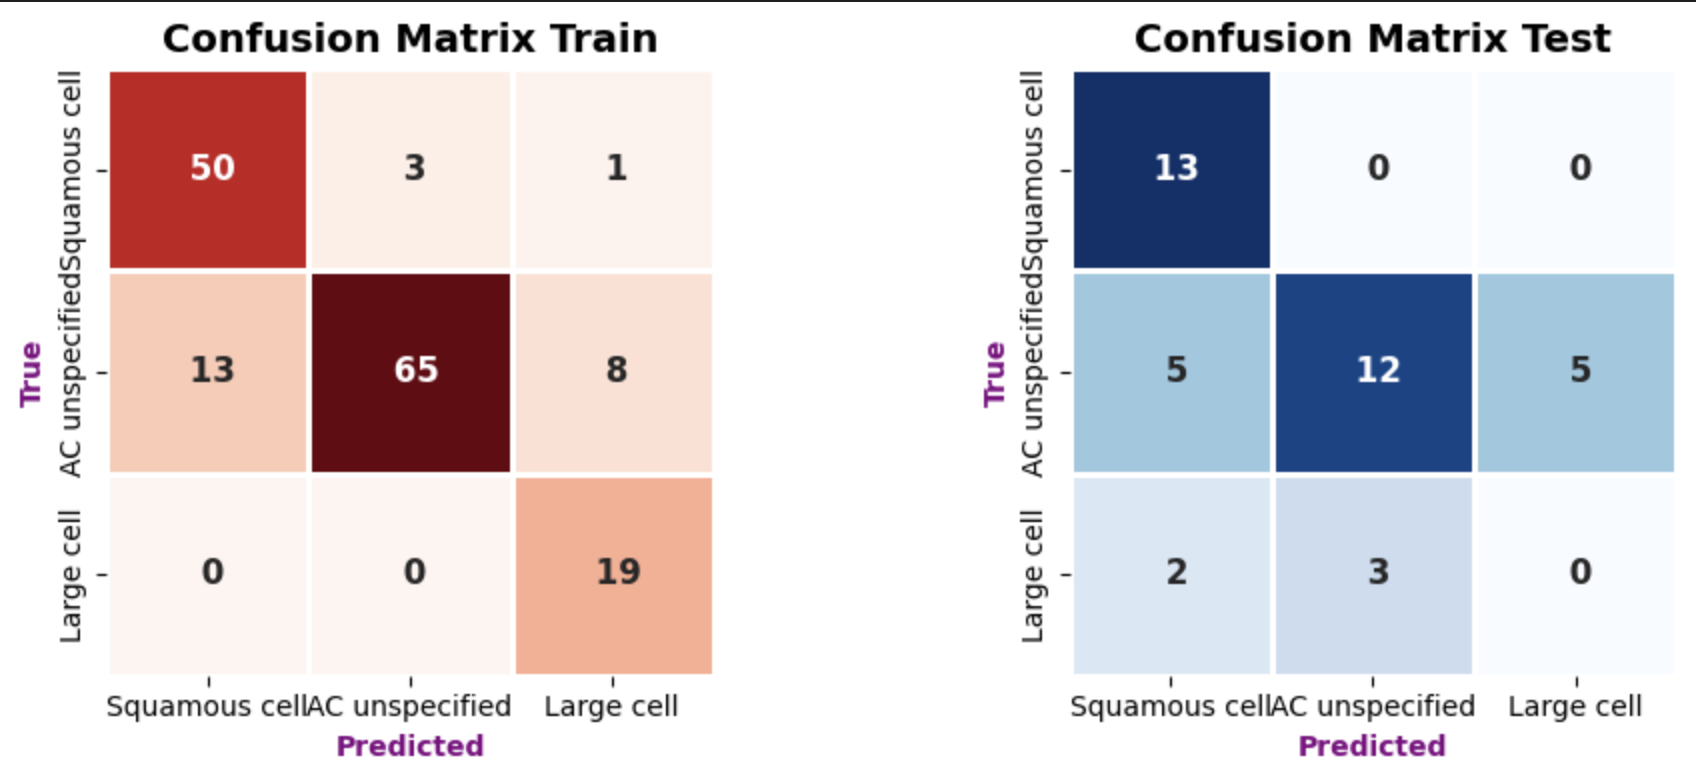 Confusion Matrix Train
True
Squamous cell
AC unspecified
Large cell
50 3 1
13 65 8
0 0 19
Squamous cell AC unspecified Large cell
Predicted
Confusion Matrix Test
True
Squamous cell
AC unspecified
Large cell
13 0 0
5 12 5
2 3 0
Squamous cell AC unspecified Large cell
Predicted